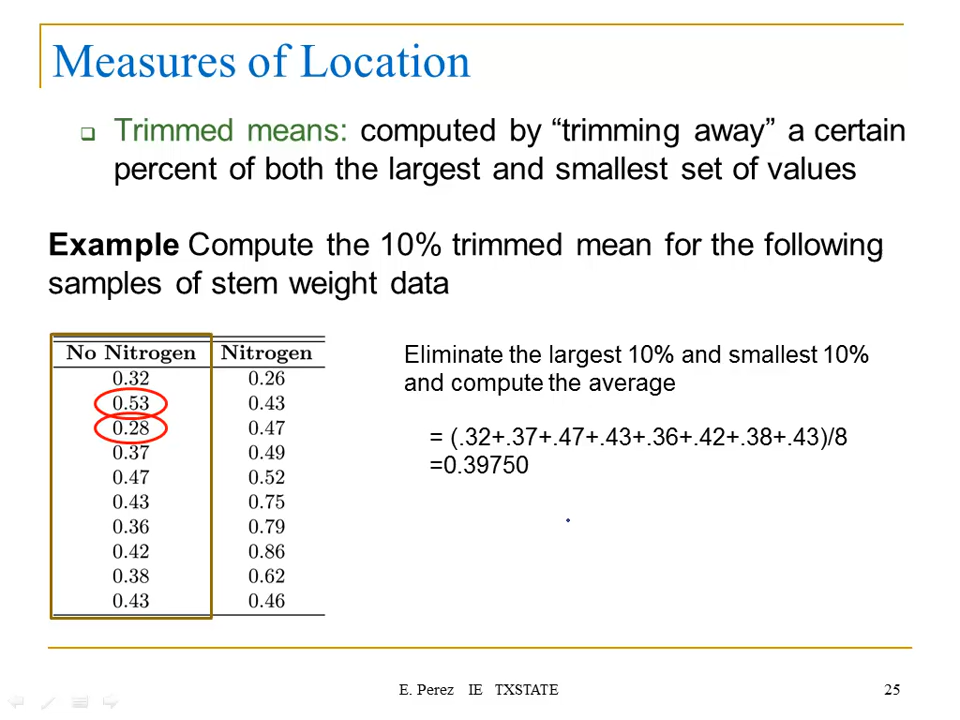 Measures of Location
Trimmed means: computed by “trimming away” a certain
percent of both the largest and smallest set of values
Example Compute the 10% trimmed mean for the following
samples of stem weight data
No Nitrogen Nitrogen
0.32 0.26
0.53 0.43
0.28 0.47
0.37 0.49
0.47 0.52
0.43 0.75
0.36 0.79
0.42 0.86
0.38 0.62
0.43 0.46
Eliminate the largest 10% and smallest 10%
and compute the average
= (.32+.37+.47+.43+.36+.42+.38+.43)/8
=0.39750
E. Perez IE TXSTATE 25